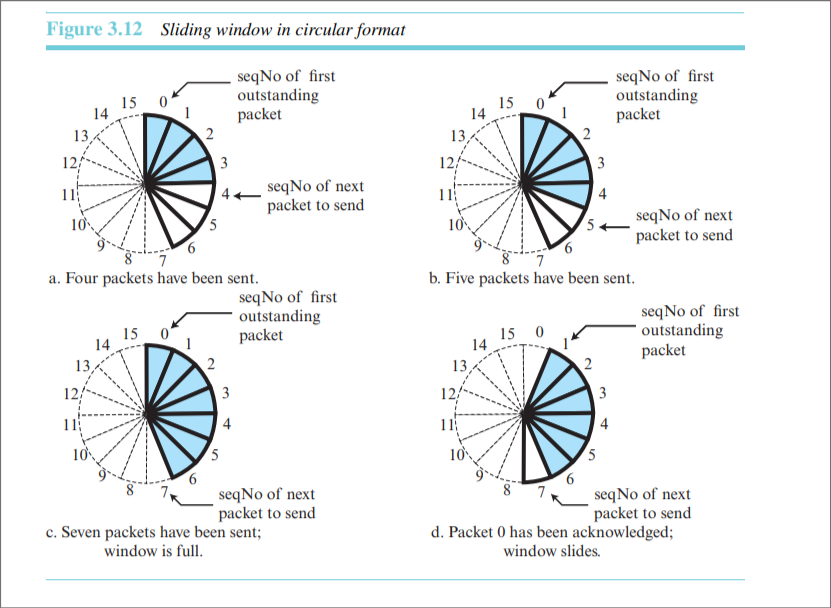 Figure 3.12 Sliding window in circular format
seqNo of first
outstanding
packet
15 0
14 1
13 2
12 3
11 4
seqNo of next
packet to send
10 5
9 6
8 7
a. Four packets have been sent.
seqNo of first
outstanding
packet
15 0
14 1
13 2
12 3
11 4
10 5
seqNo of next
packet to send
9 6
8 7
b. Five packets have been sent.
seqNo of first
outstanding
packet
15 0
14 1
13 2
12 3
11 4
10 5
9 6
8 7
seqNo of next
packet to send
c. Seven packets have been sent;
window is full.
seqNo of first
outstanding
packet
15 0
14 1
13 2
12 3
11 4
10 5
9 6
8 7
seqNo of next
packet to send
d. Packet 0 has been acknowledged;
window slides.